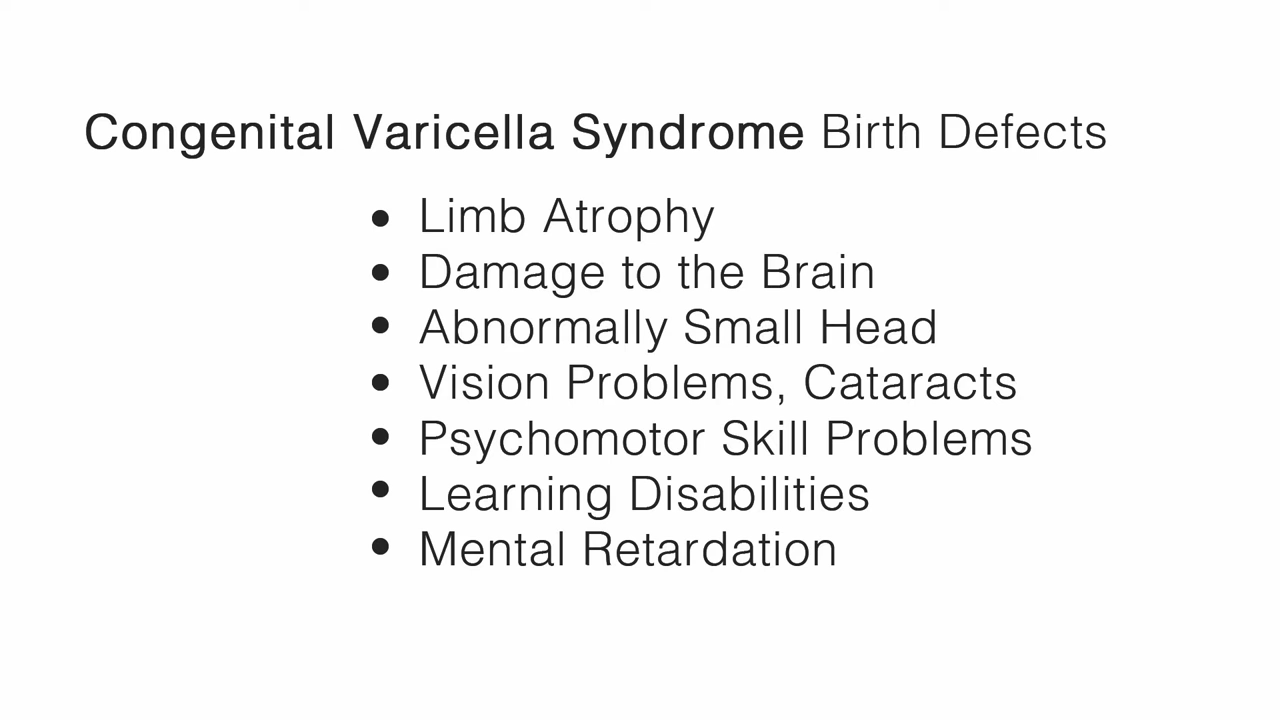 Congenital Varicella Syndrome Birth Defects
• Limb Atrophy
• Damage to the Brain
• Abnormally Small Head
• Vision Problems, Cataracts
• Psychomotor Skill Problems
• Learning Disabilities
• Mental Retardation